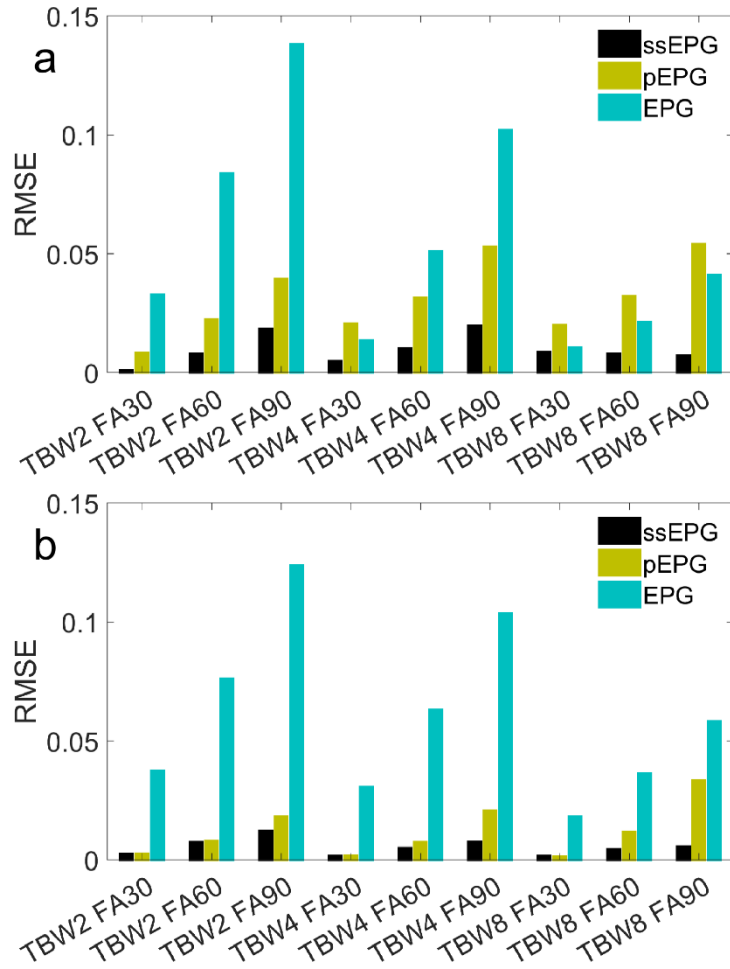 0.15
a
ssEPG
pEPG
EPG
0.1
RMSE
0.05
0
TBW2 FA30
TBW2 FA60
TBW2 FA90
TBW4 FA30
TBW4 FA60
TBW4 FA90
TBW8 FA30
TBW8 FA60
TBW8 FA90
0.15
b
ssEPG
pEPG
EPG
0.1
RMSE
0.05
0
TBW2 FA30
TBW2 FA60
TBW2 FA90
TBW4 FA30
TBW4 FA60
TBW4 FA90
TBW8 FA30
TBW8 FA60
TBW8 FA90